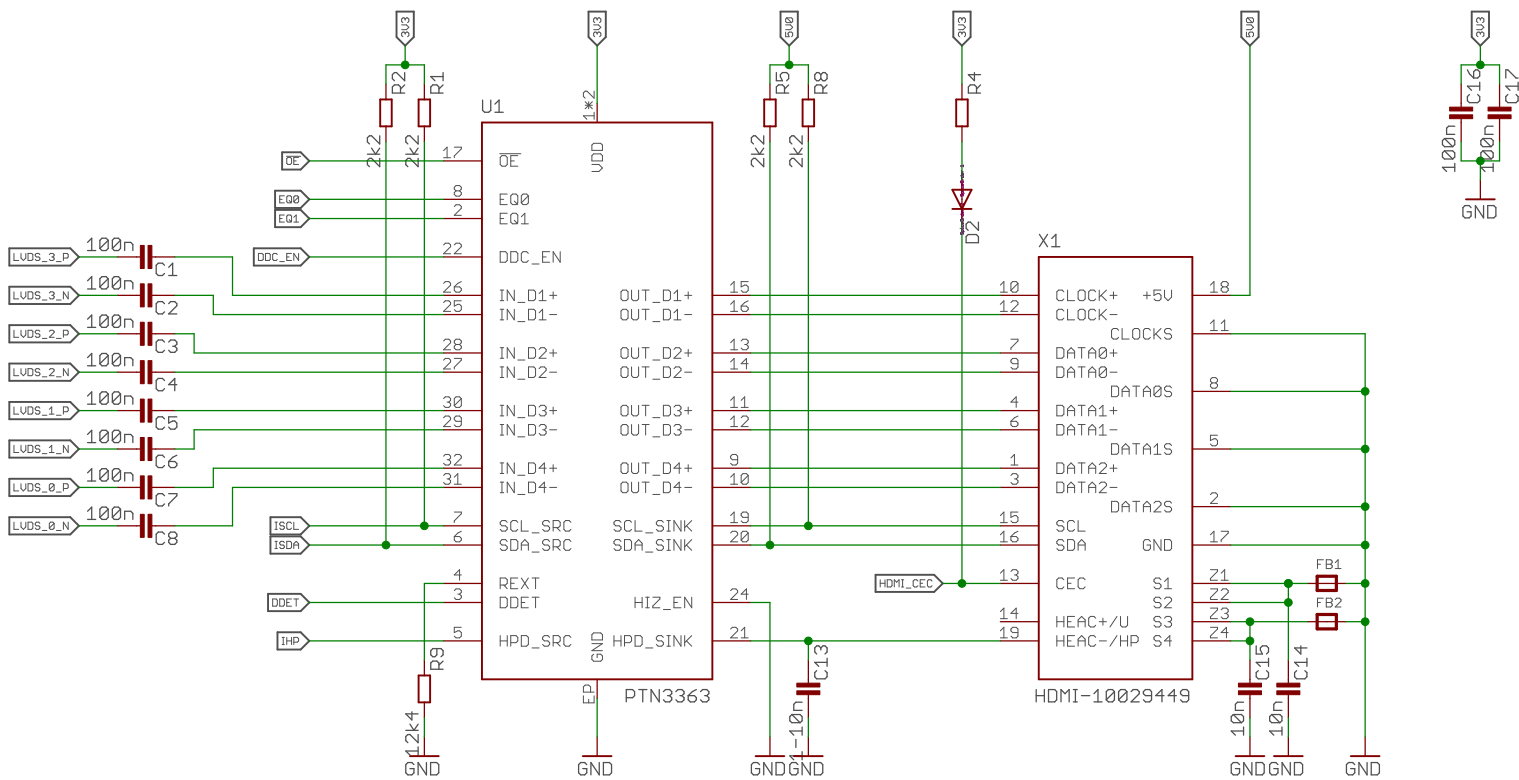 3V3
3V3
5V0
3V3
5V0
3V3
R2
R1
R5
R8
R4
C16
C17
2k2
2k2
2k2
2k2
100n
100n
GND
U1
1*2
VDD
OE
17
OE
EQ0
8
EQ0
EQ1
2
EQ1
DDC_EN
22
DDC_EN
D2
X1
LVDS_3_P
100n
C1
26
IN_D1+
OUT_D1+
15
10
CLOCK+
+5V
18
LVDS_3_N
100n
C2
25
IN_D1-
OUT_D1-
16
12
CLOCK-
CLOCKS
11
LVDS_2_P
100n
C3
28
IN_D2+
OUT_D2+
13
7
DATA0+
LVDS_2_N
100n
C4
27
IN_D2-
OUT_D2-
14
9
DATA0-
DATA0S
8
LVDS_1_P
100n
C5
30
IN_D3+
OUT_D3+
11
4
DATA1+
LVDS_1_N
100n
C6
29
IN_D3-
OUT_D3-
12
6
DATA1-
DATA1S
5
LVDS_0_P
100n
C7
32
IN_D4+
OUT_D4+
9
1
DATA2+
LVDS_0_N
100n
C8
31
IN_D4-
OUT_D4-
10
3
DATA2-
DATA2S
2
ISCL
7
SCL_SRC
SCL_SINK
19
15
SCL
ISDA
6
SDA_SRC
SDA_SINK
20
16
SDA
GND
17
4
REXT
HDMI_CEC
13
CEC
S1
Z1
FB1
DDET
3
DDET
HIZ_EN
24
S2
Z2
FB2
14
HEAC+/U
S3
Z3
IHP
5
HPD_SRC
GND
HPD_SINK
21
19
HEAC-/HP
S4
Z4
R9
12k4
EP
PTN3363
C13
1-10n
HDMI-10029449
C15
10n
C14
10n
GND
GND
GND
GND
GND
GND
GND